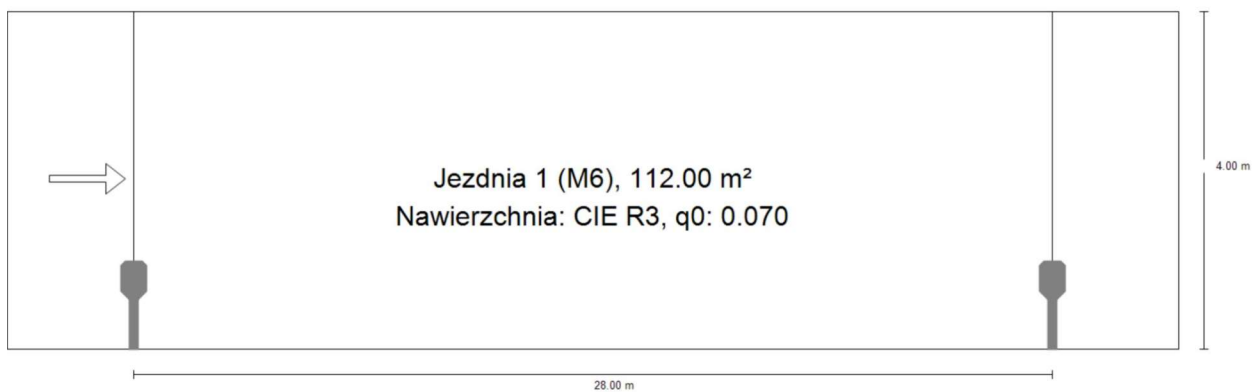 Jezdnia 1 (M6), 112.00 m²
Nawierzchnia: CIE R3, q0: 0.070
4.00 m
28.00 m